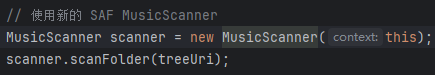 // 使用新的 SAF MusicScanner
MusicScanner scanner = new MusicScanner( context: this);
scanner.scanFolder(treeUri);